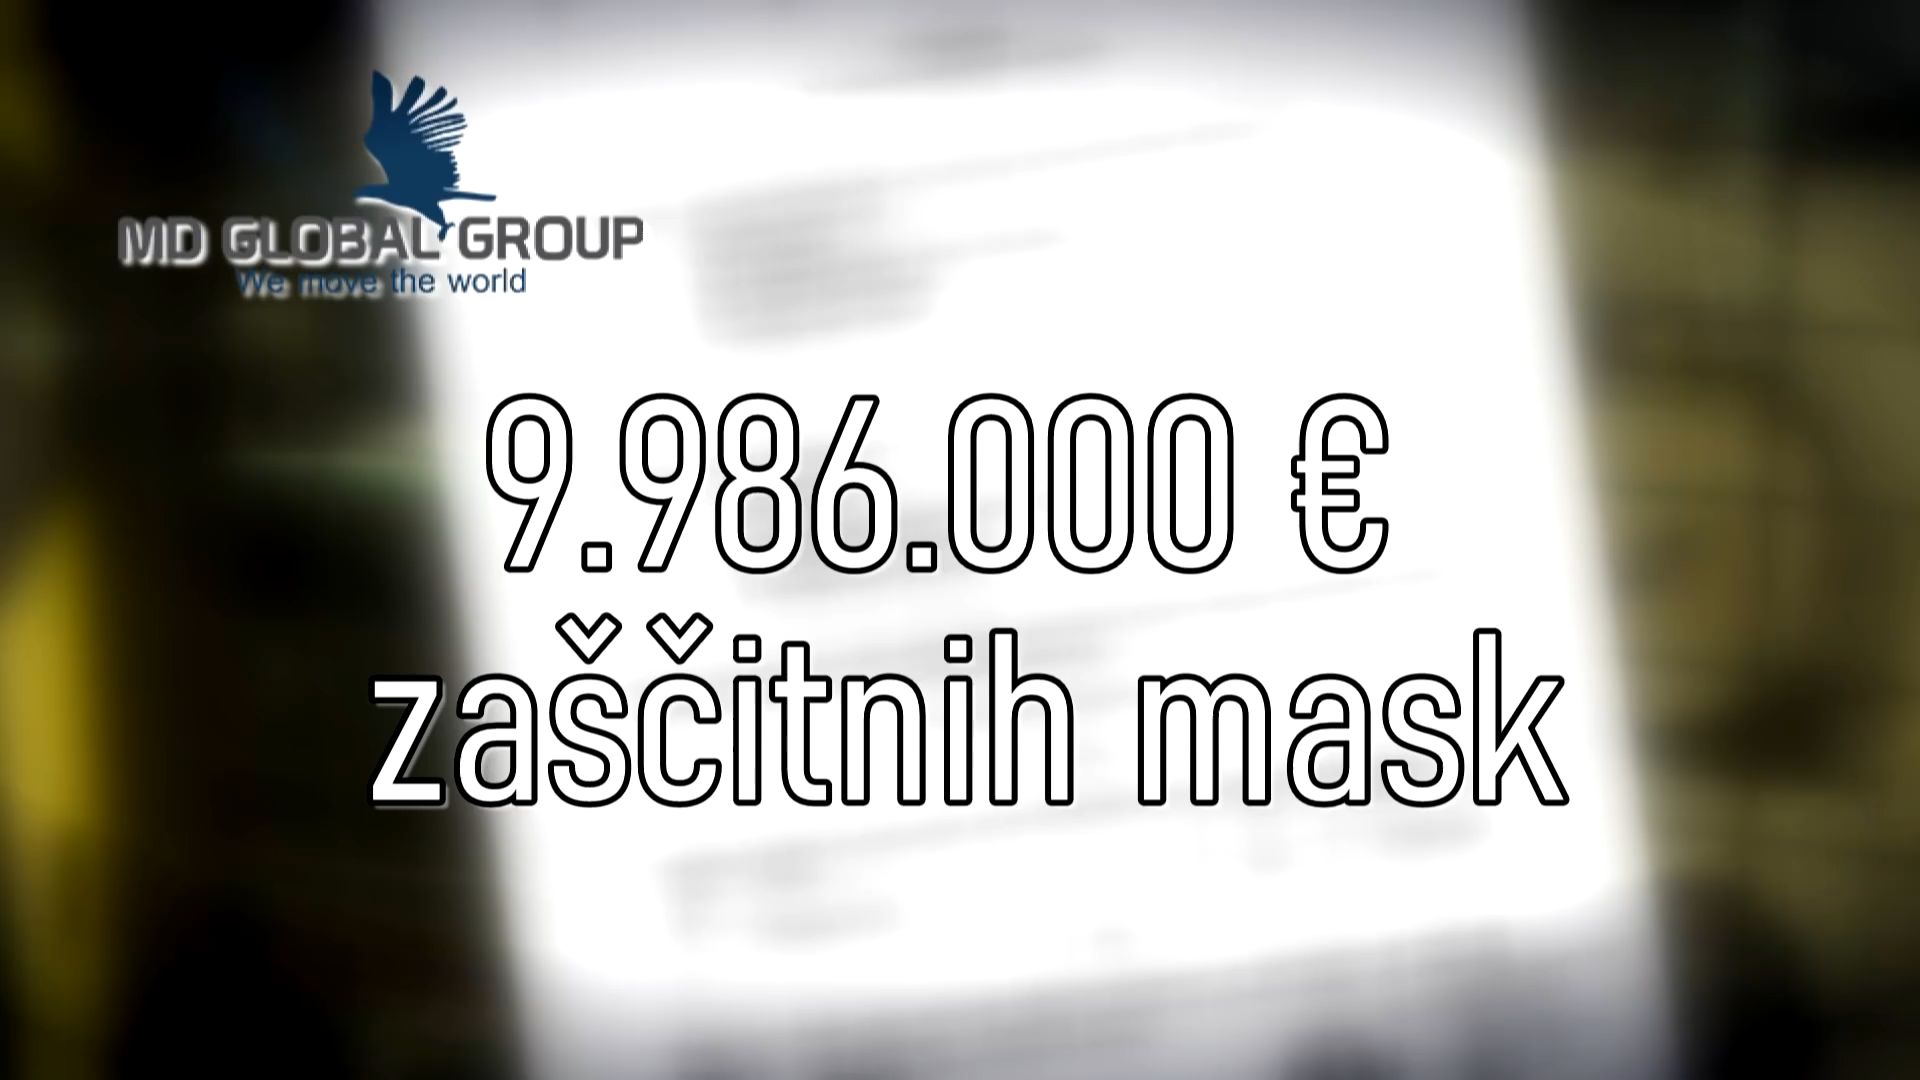 MD GLOBAL GROUP
We move the world
9.986.000 €
zaščitnih mask